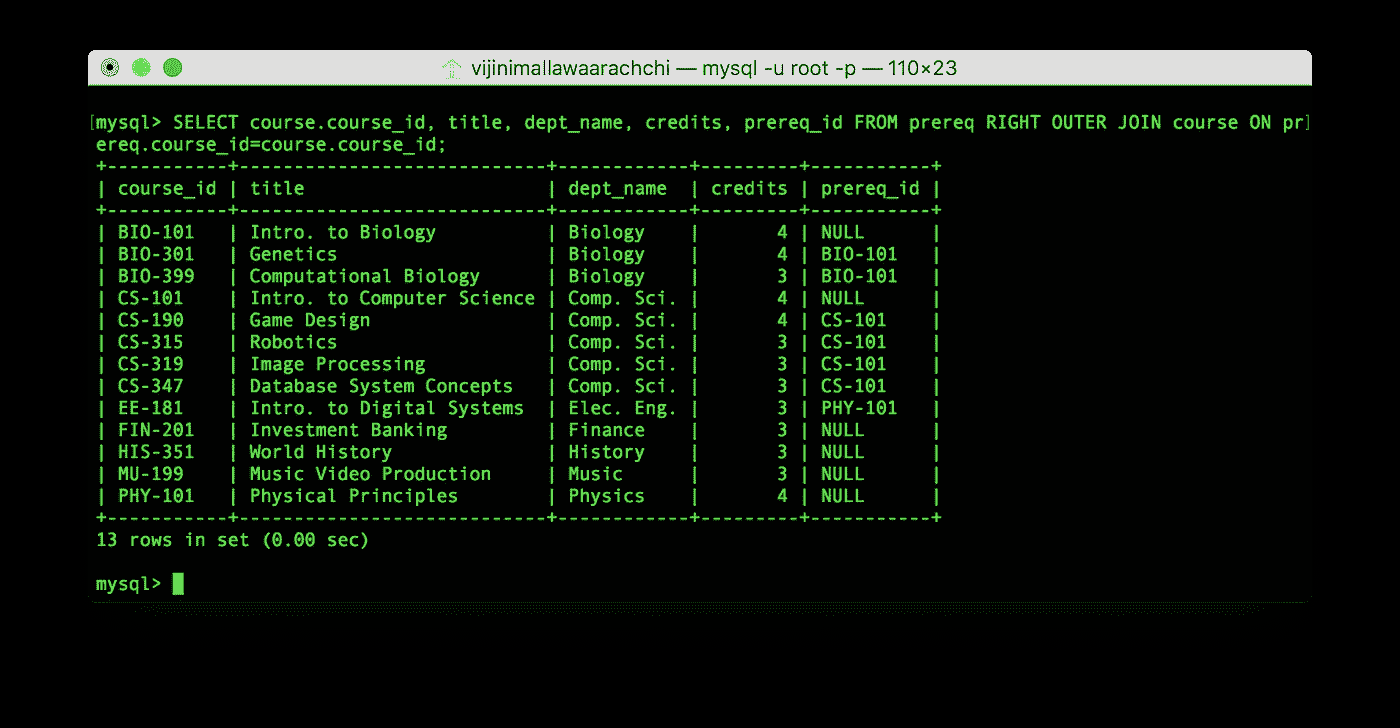 vijinimallawaarachchi — mysql -u root -p — 110×23
[mysql> SELECT course.course_id, title, dept_name, credits, prereq_id FROM prereq RIGHT OUTER JOIN course ON pr]
ereq.course_id=course.course_id;
+-----------+-----------------------------+------------+---------+-----------+
| course_id | title                       | dept_name  | credits | prereq_id |
+-----------+-----------------------------+------------+---------+-----------+
| BIO-101   | Intro. to Biology           | Biology    |       4 | NULL      |
| BIO-301   | Genetics                    | Biology    |       4 | BIO-101   |
| BIO-399   | Computational Biology       | Biology    |       3 | BIO-101   |
| CS-101    | Intro. to Computer Science  | Comp. Sci. |       4 | NULL      |
| CS-190    | Game Design                 | Comp. Sci. |       4 | CS-101    |
| CS-315    | Robotics                    | Comp. Sci. |       3 | CS-101    |
| CS-319    | Image Processing            | Comp. Sci. |       3 | CS-101    |
| CS-347    | Database System Concepts    | Comp. Sci. |       3 | CS-101    |
| EE-181    | Intro. to Digital Systems   | Elec. Eng. |       3 | PHY-101   |
| FIN-201   | Investment Banking          | Finance    |       3 | NULL      |
| HIS-351   | World History               | History    |       3 | NULL      |
| MU-199    | Music Video Production      | Music      |       3 | NULL      |
| PHY-101   | Physical Principles         | Physics    |       4 | NULL      |
+-----------+-----------------------------+------------+---------+-----------+
13 rows in set (0.00 sec)
mysql>